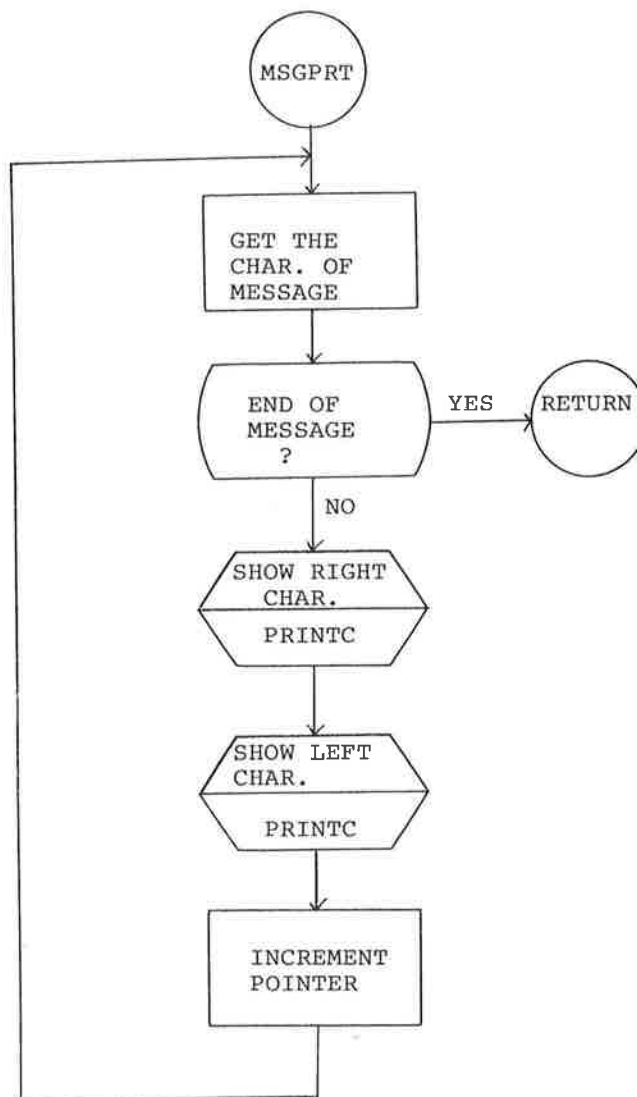 MSGPRT
GET THE
CHAR. OF
MESSAGE
END OF
MESSAGE
?
YES
RETURN
NO
SHOW RIGHT
CHAR.
PRINTC
SHOW LEFT
CHAR.
PRINTC
INCREMENT
POINTER